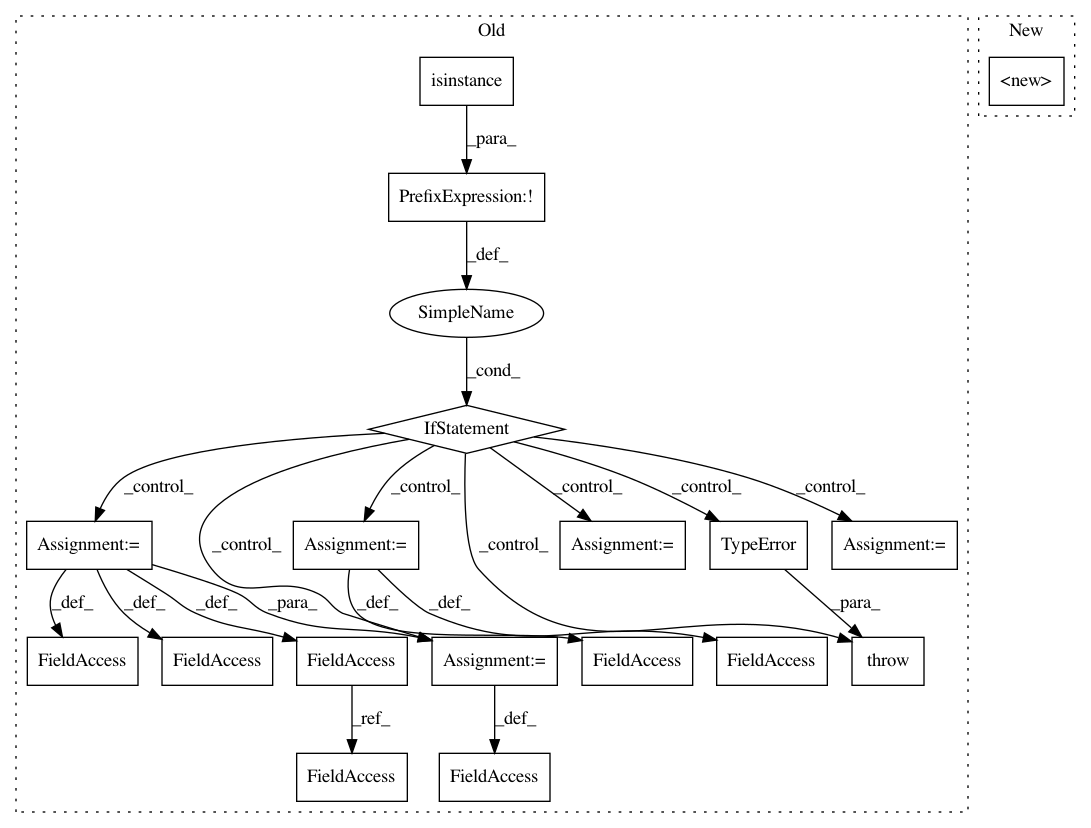 Old
New
isinstance
<new>
_para_
PrefixExpression:!
_def_
SimpleName
_cond_
IfStatement
_control_
_control_
_control_
_control_
_control_
_control_
_control_
Assignment:=
Assignment:=
Assignment:=
TypeError
Assignment:=
_def_
_def_
_def_
_para_
_def_
_def_
_para_
FieldAccess
FieldAccess
FieldAccess
Assignment:=
FieldAccess
FieldAccess
throw
_ref_
_def_
FieldAccess
FieldAccess